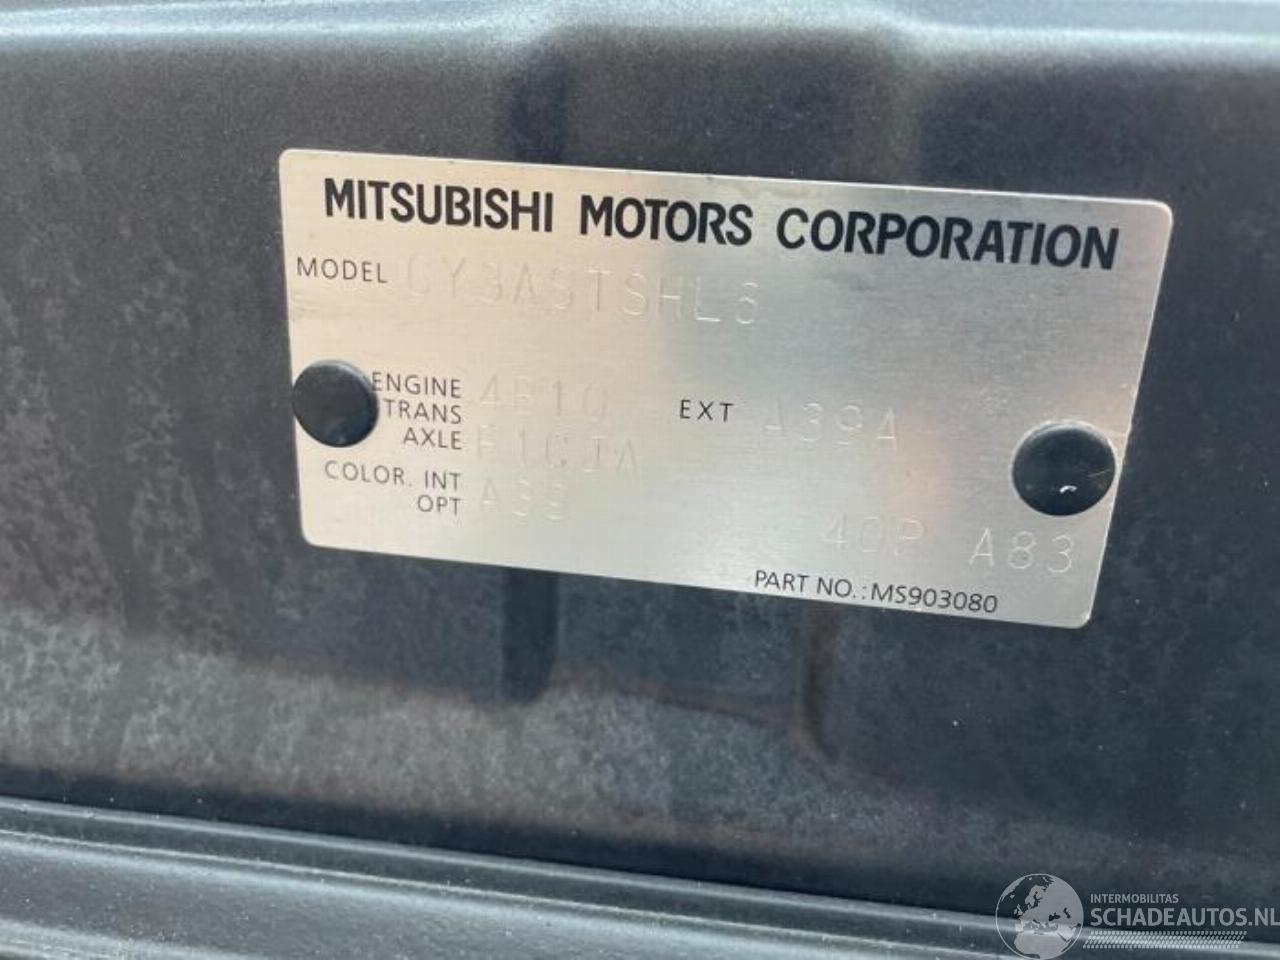 MITSUBISHI MOTORS CORPORATION
MODEL CY3ASTSHL6
ENGINE 4B10 EXT A39A
TRANS
AXLE F1CJA
COLOR. INT
OPT A83
40P A83
PART NO.: MS903080
INTERMOBILITAS
SCHADEAUTOS.NL